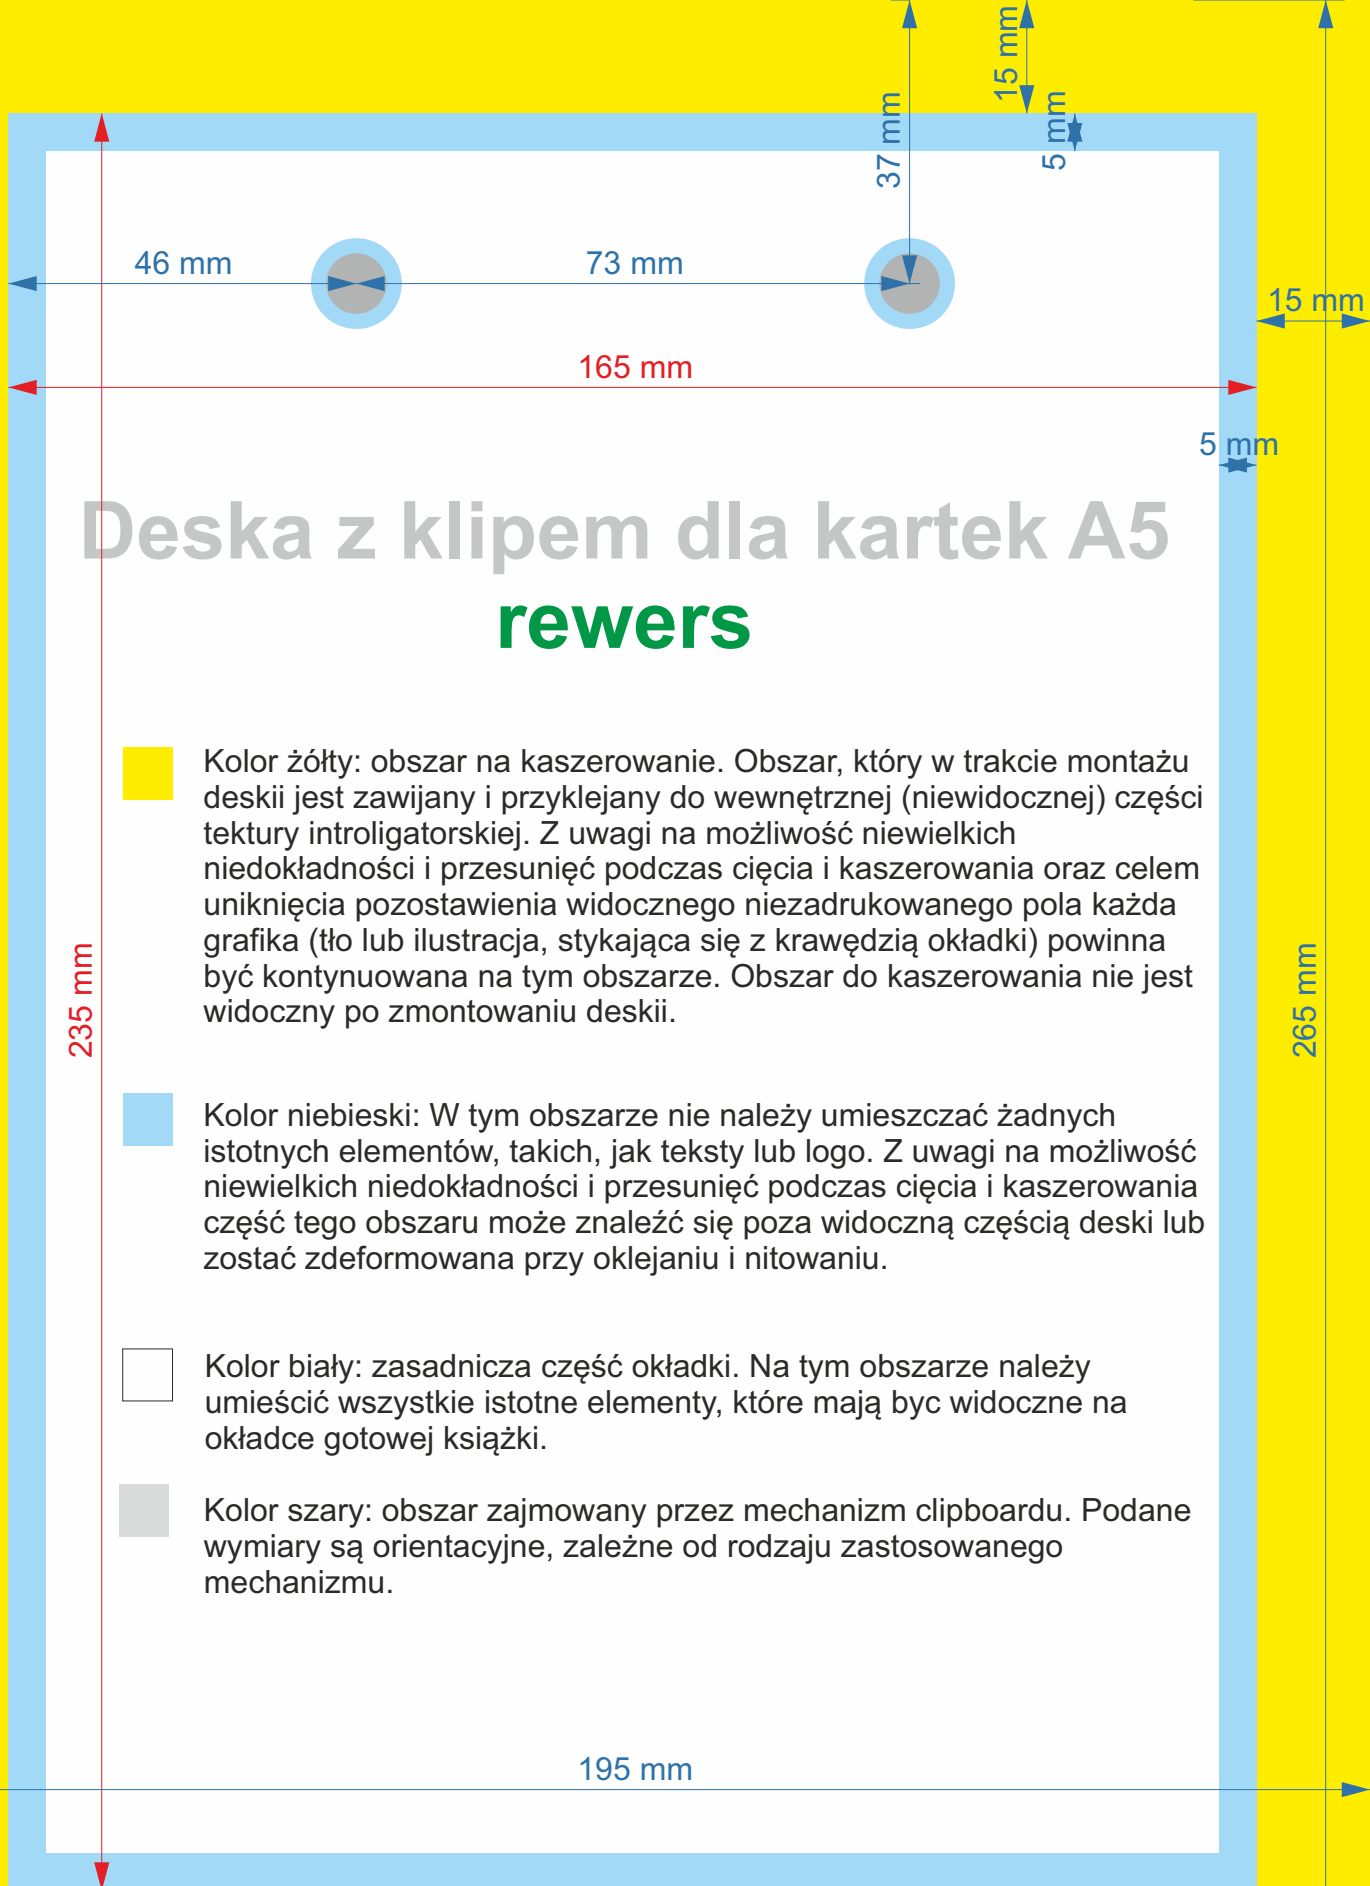 15 mm
37 mm
5 mm
46 mm
73 mm
15 mm
165 mm
5 mm
Deska z klipem dla kartek A5
rewers
Kolor żółty: obszar na kaszerowanie. Obszar, który w trakcie montażu
deskii jest zawijany i przyklejany do wewnętrznej (niewidocznej) części
tektury introligatorskiej. Z uwagi na możliwość niewielkich
niedokładności i przesunięć podczas cięcia i kaszerowania oraz celem
uniknięcia pozostawienia widocznego niezadrukowanego pola każda
grafika (tło lub ilustracja, stykająca się z krawędzią okładki) powinna
być kontynuowana na tym obszarze. Obszar do kaszerowania nie jest
widoczny po zmontowaniu deskii.
235 mm
265 mm
Kolor niebieski: W tym obszarze nie należy umieszczać żadnych
istotnych elementów, takich, jak teksty lub logo. Z uwagi na możliwość
niewielkich niedokładności i przesunięć podczas cięcia i kaszerowania
część tego obszaru może znaleźć się poza widoczną częścią deski lub
zostać zdeformowana przy oklejaniu i nitowaniu.
Kolor biały: zasadnicza część okładki. Na tym obszarze należy
umieścić wszystkie istotne elementy, które mają byc widoczne na
okładce gotowej książki.
Kolor szary: obszar zajmowany przez mechanizm clipboardu. Podane
wymiary są orientacyjne, zależne od rodzaju zastosowanego
mechanizmu.
195 mm